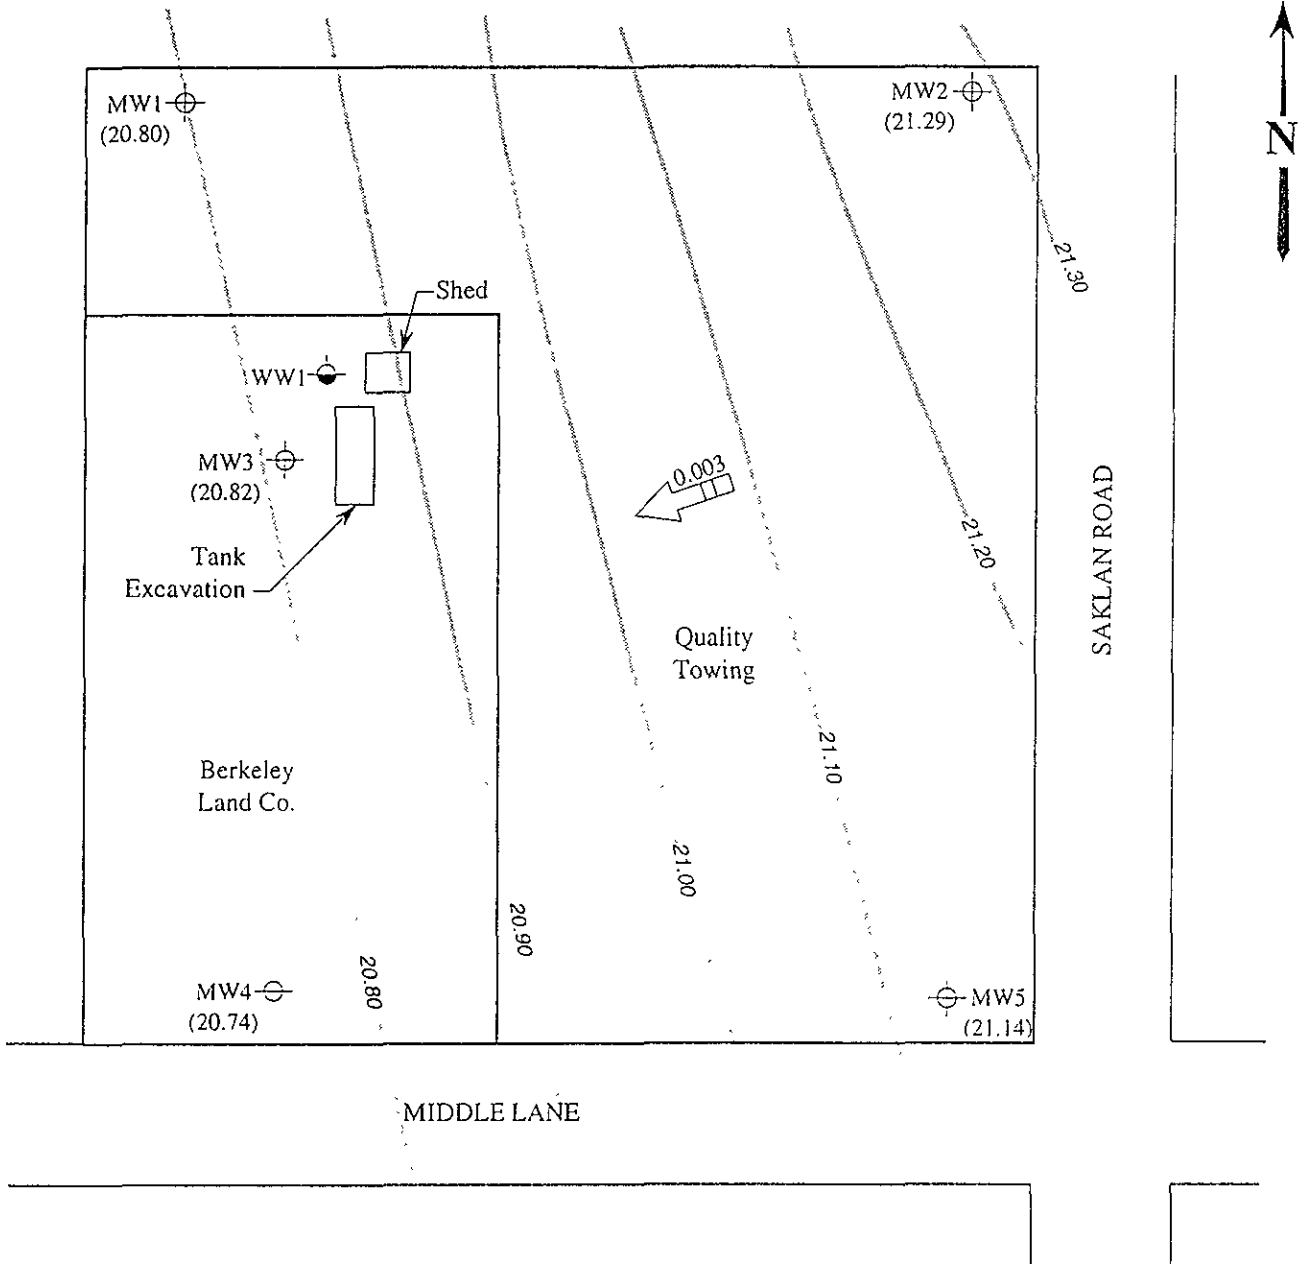 MW1
(20.80)
MW2
(21.29)
N
21.30
Shed
WW1
MW3
(20.82)
0.003
Tank
Excavation
21.20
SAKLAN ROAD
Quality
Towing
21.10
Berkeley
Land Co.
21.00
20.90
20.80
MW4
(20.74)
MW5
(21.14)
MIDDLE LANE